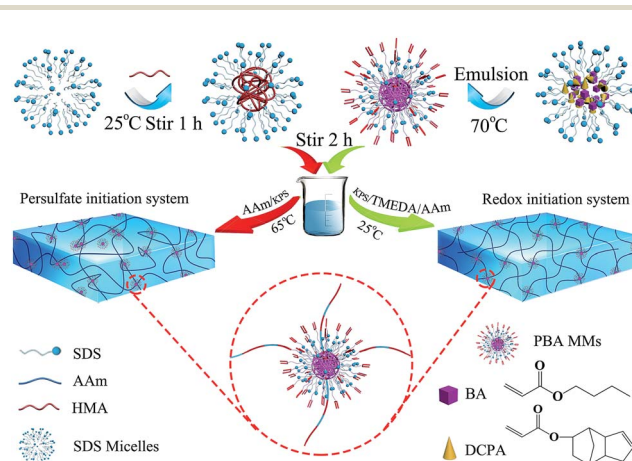 25°C Stir 1 h
Emulsion
70°C
Stir 2 h
Persulfate initiation system
AAm/KPS
65°C
KPS/TMEDA/AAm
25°C
Redox initiation system
SDS
AAm
HMA
SDS Micelles
PBA MMs
BA
O
O
DCPA
O
O